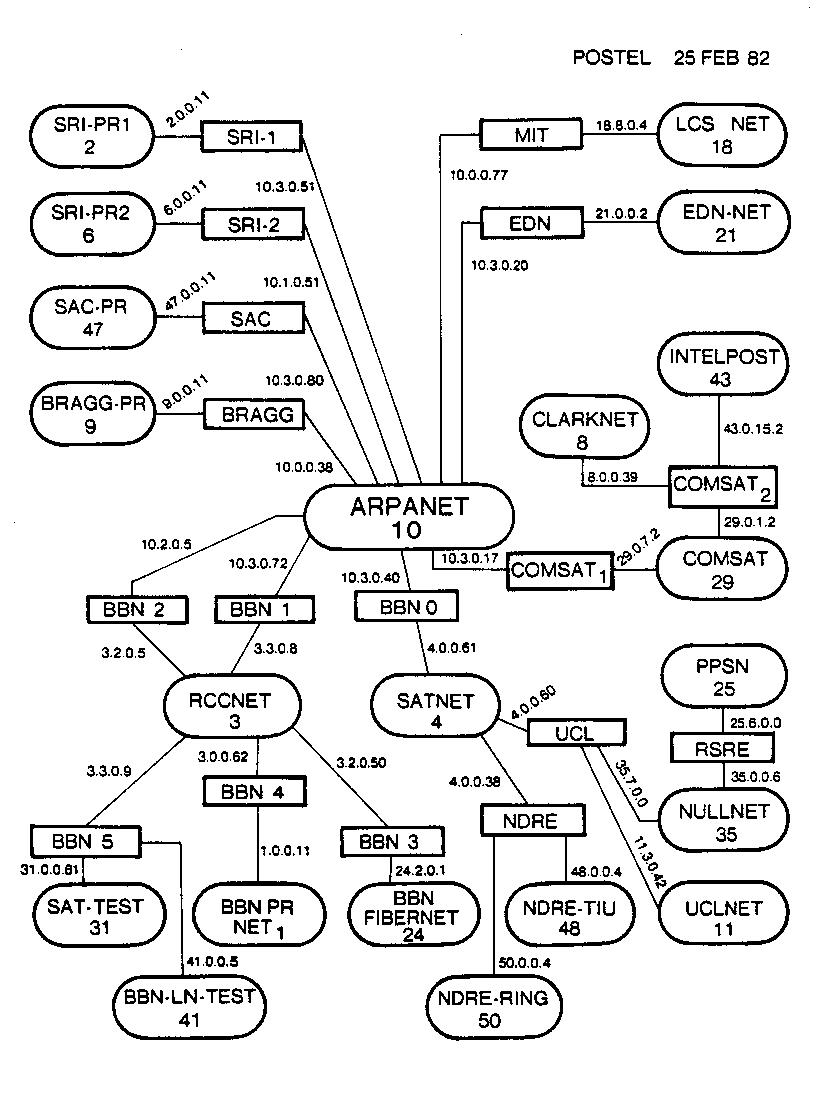 POSTEL 25 FEB 82
SRI-PR1
2
2.0.0.11
SRI-1
10.3.0.51
MIT
18.8.0.4
LCS NET
18
10.0.0.77
SRI-PR2
6
6.0.0.11
SRI-2
10.1.0.51
EDN
21.0.0.2
EDN-NET
21
10.3.0.20
SAC-PR
47
47.0.0.11
SAC
10.3.0.80
INTELPOST
43
43.0.15.2
BRAGG-PR
9
9.0.0.11
BRAGG
10.0.0.38
CLARKNET
8
8.0.0.39
COMSAT 2
29.0.1.2
ARPANET
10
10.3.0.17
COMSAT 1
29.0.7.2
COMSAT
29
10.2.0.5
10.3.0.72
10.3.0.40
BBN 2
BBN 1
BBN 0
3.2.0.5
3.3.0.8
4.0.0.61
RCCNET
3
SATNET
4
4.0.0.60
UCL
PPSN
25
25.6.0.0
RSRE
35.0.0.6
3.3.0.9
3.0.0.62
3.2.0.50
4.0.0.38
35.7.0.0
NULLNET
35
BBN 4
NDRE
BBN 5
1.0.0.11
BBN 3
11.3.0.42
31.0.0.61
24.2.0.1
48.0.0.4
SAT-TEST
31
BBN PR
NET 1
BBN
FIBERNET
24
NDRE-TIU
48
UCLNET
11
41.0.0.5
50.0.0.4
BBN-LN-TEST
41
NDRE-RING
50